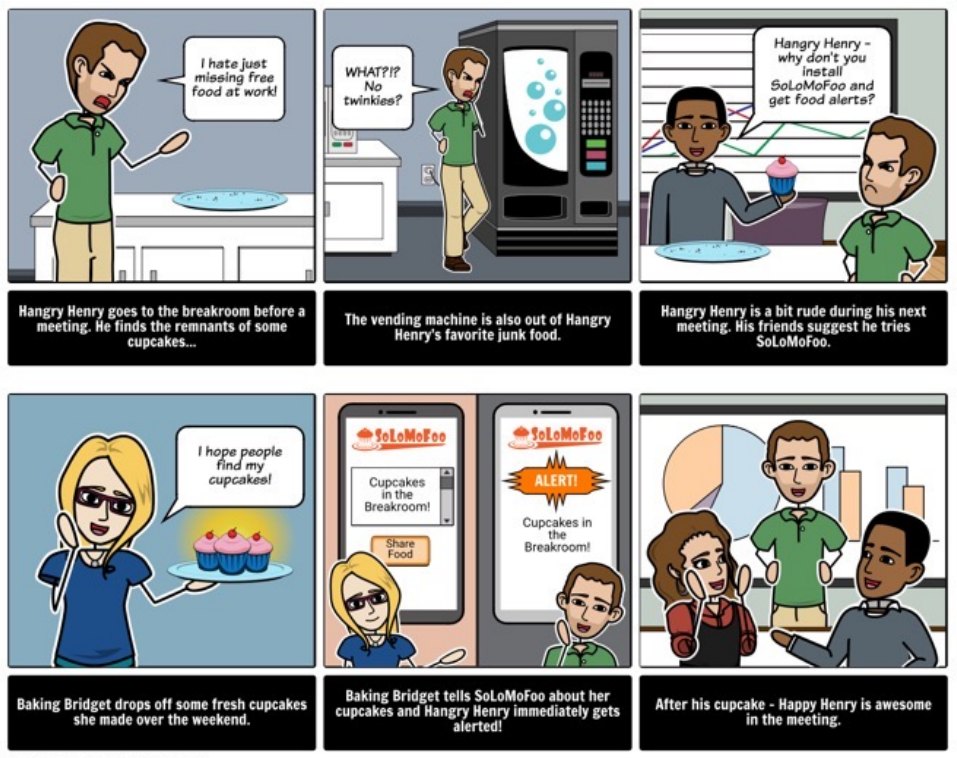 I hate just
missing free
food at work!
WHAT?!?
No
twinkies?
Hangry Henry –
why don't you
install
SoLoMoFoo and
get food alerts?
Hangry Henry goes to the breakroom before a
meeting. He finds the remnants of some
cupcakes...
The vending machine is also out of Hangry
Henry's favorite junk food.
Hangry Henry is a bit rude during his next
meeting. His friends suggest he tries
SoLoMoFoo.
I hope people
find my
cupcakes!
SoLoMoFoo
Cupcakes
in the
Breakroom!
Share
Food
SoLoMoFoo
ALERT!
Cupcakes in
the
Breakroom!
Baking Bridget drops off some fresh cupcakes
she made over the weekend.
Baking Bridget tells SoLoMoFoo about her
cupcakes and Hangry Henry immediately gets
alerted!
After his cupcake - Happy Henry is awesome
in the meeting.